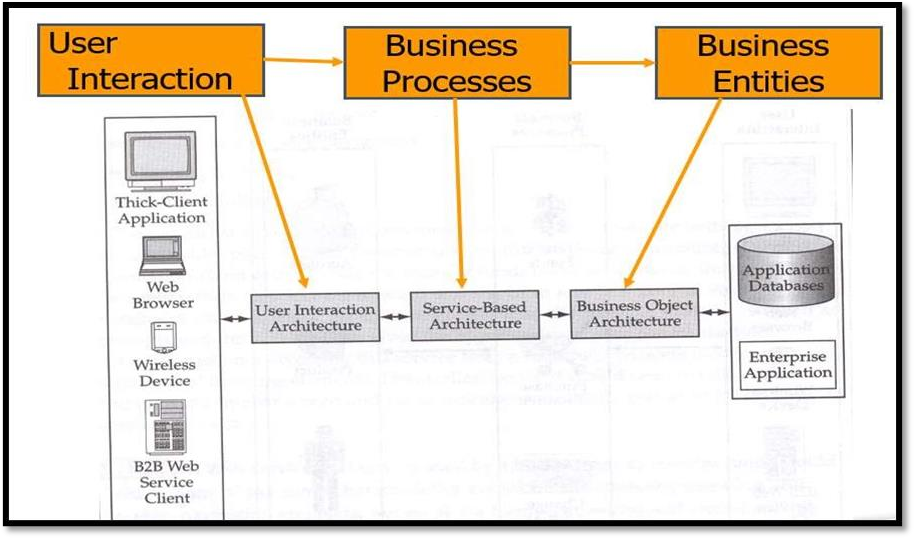 User
Interaction
Business
Processes
Business
Entities
Thick-Client
Application
Web
Browser
Wireless
Device
B2B Web
Service
Client
User Interaction
Architecture
Service-Based
Architecture
Business Object
Architecture
Application
Databases
Enterprise
Application